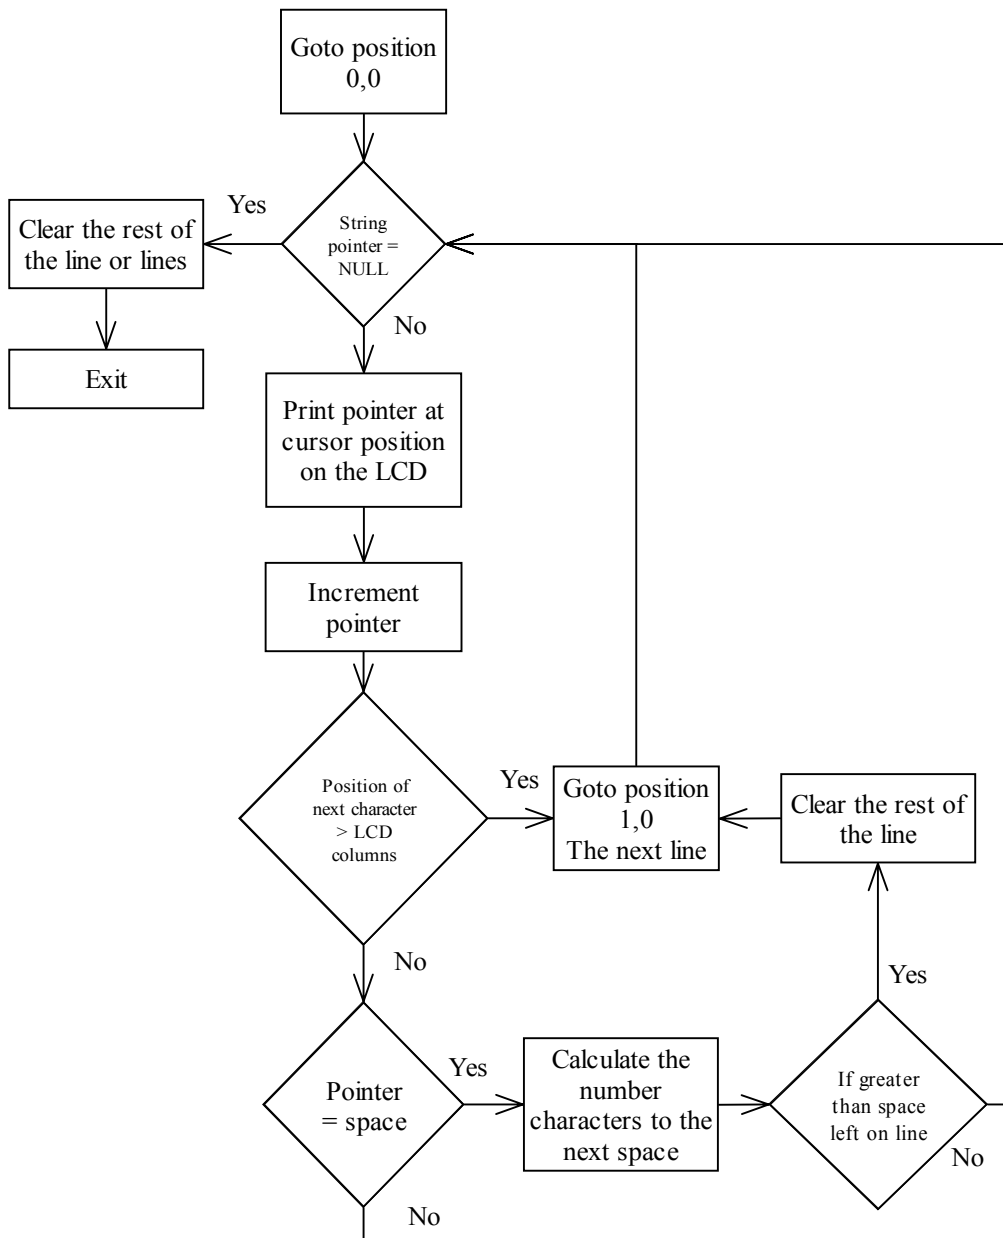 Goto position
0,0
Yes
Clear the rest of
the line or lines
String
pointer =
NULL
No
Exit
Print pointer at
cursor position
on the LCD
Increment
pointer
Position of
next character
> LCD
columns
Yes
Goto position
1,0
The next line
Clear the rest of
the line
No
Yes
Pointer
= space
Yes
Calculate the
number
characters to the
next space
If greater
than space
left on line
No
No